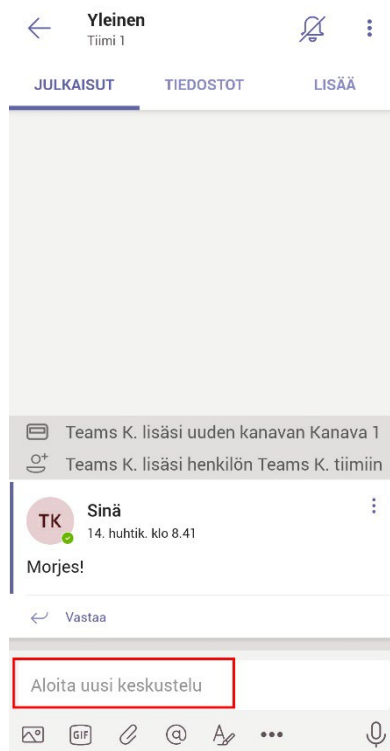 Yleinen
Tiimi 1
JULKAISUT TIEDOSTOT LISÄÄ
Teams K. lisäsi uuden kanavan Kanava 1
Teams K. lisäsi henkilön Teams K. tiimiin
TK
Sinä
14. huhtik. klo 8.41
Morjes!
Vastaa
Aloita uusi keskustelu
GIF